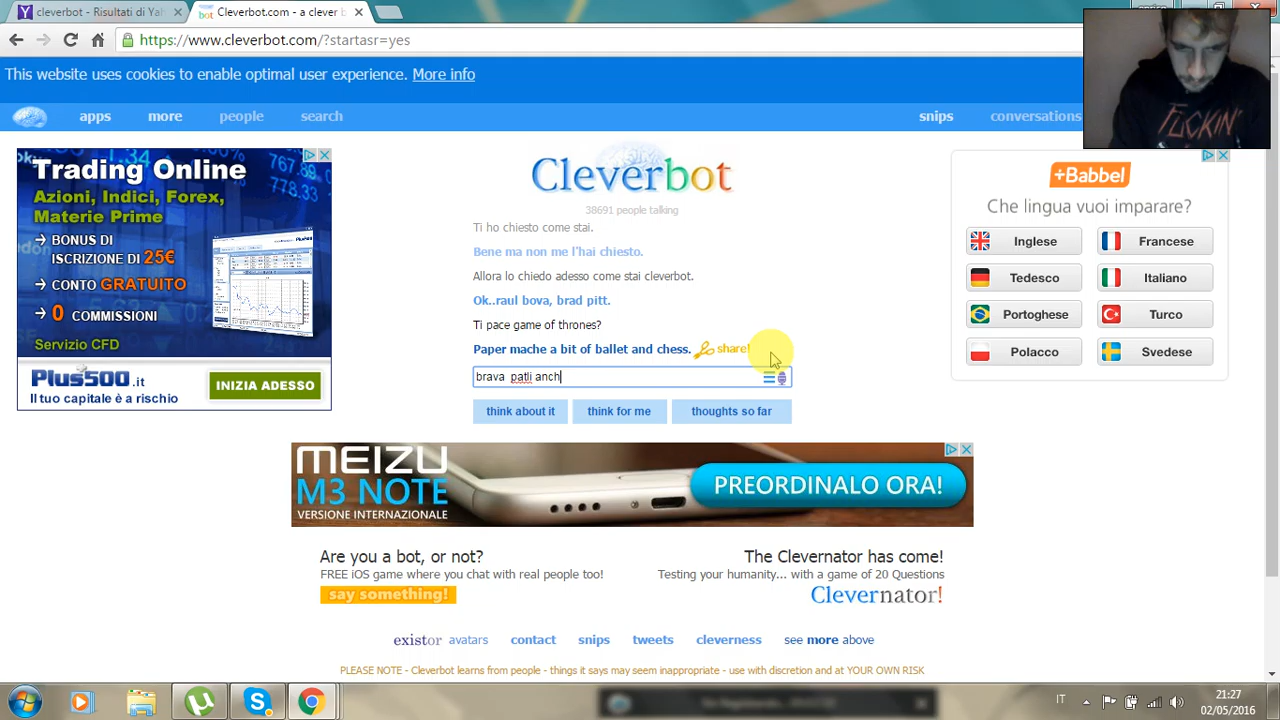 cleverbot - Risultati di Yah
Cleverbot.com - a clever b
https://www.cleverbot.com/?startasr=yes
This website uses cookies to enable optimal user experience. More info
apps more people search snips conversations
FUCKIN'
Trading Online
Azioni, Indici, Forex,
Materie Prime
BONUS DI
ISCRIZIONE DI 25€
CONTO GRATUITO
0 COMMISSIONI
Servizio CFD
Plus500.it
Il tuo capitale è a rischio
INIZIA ADESSO
Cleverbot
38691 people talking
Ti ho chiesto come stai.
Bene ma non me l'hai chiesto.
Allora lo chiedo adesso come stai cleverbot.
Ok..raul bova, brad pitt.
Ti pace game of thrones?
Paper mache a bit of ballet and chess. share!
brava patli anch
think about it think for me thoughts so far
+Babbel
Che lingua vuoi imparare?
Inglese Francese
Tedesco Italiano
Portoghese Turco
Polacco Svedese
MEIZU
M3 NOTE
VERSIONE INTERNAZIONALE
PREORDINALO ORA!
Are you a bot, or not?
FREE iOS game where you chat with real people too!
say something!
The Clevernator has come!
Testing your humanity... with a game of 20 Questions
Clevernator!
existor avatars contact snips tweets cleverness see more above
PLEASE NOTE - Cleverbot learns from people - things it says may seem inappropriate - use with discretion and at YOUR OWN RISK
IT
21:27
02/05/2016